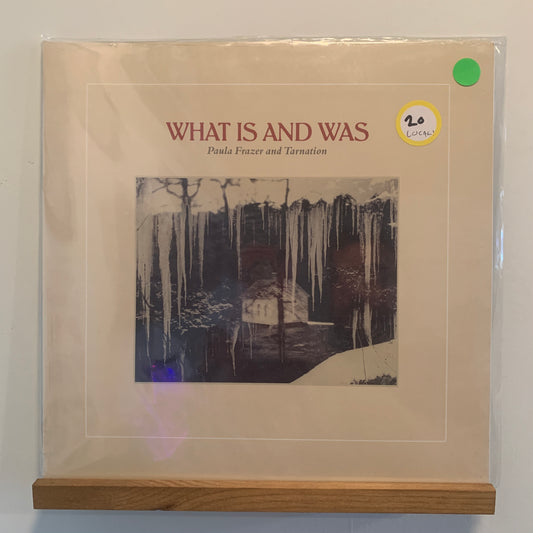 WHAT IS AND WAS
Paula Frazer and Tarnation
20
(LOCAL)